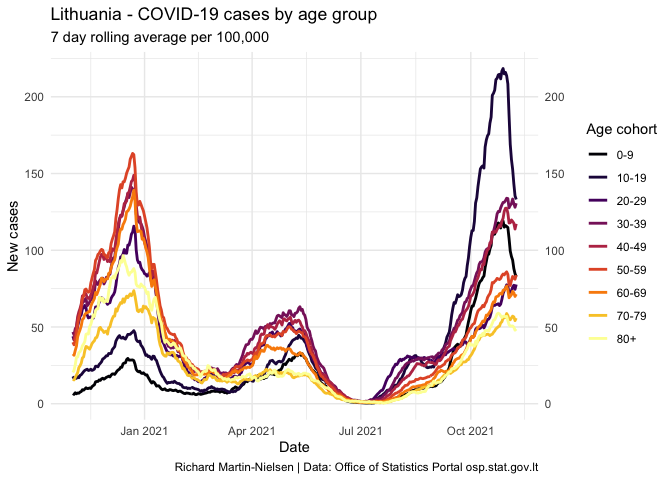 Lithuania - COVID-19 cases by age group
7 day rolling average per 100,000
200
150
100
50
0
New cases
200
150
100
50
0
Jan 2021
Apr 2021
Jul 2021
Oct 2021
Date
Age cohort
0-9
10-19
20-29
30-39
40-49
50-59
60-69
70-79
80+
Richard Martin-Nielsen | Data: Office of Statistics Portal osp.stat.gov.lt